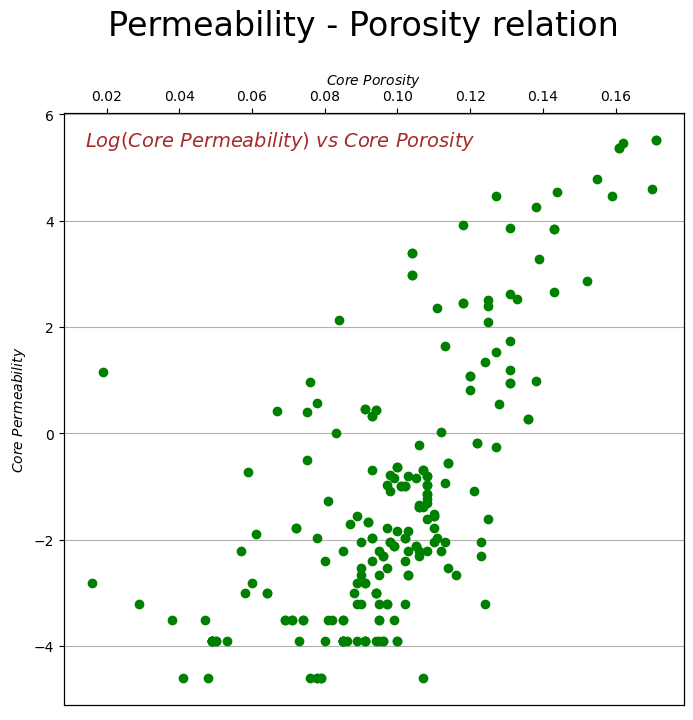 Permeability - Porosity relation
Core Porosity
0.02 0.04 0.06 0.08 0.10 0.12 0.14 0.16
6
Log(Core Permeability) vs Core Porosity
4
2
0
−2
−4
Core Permeability